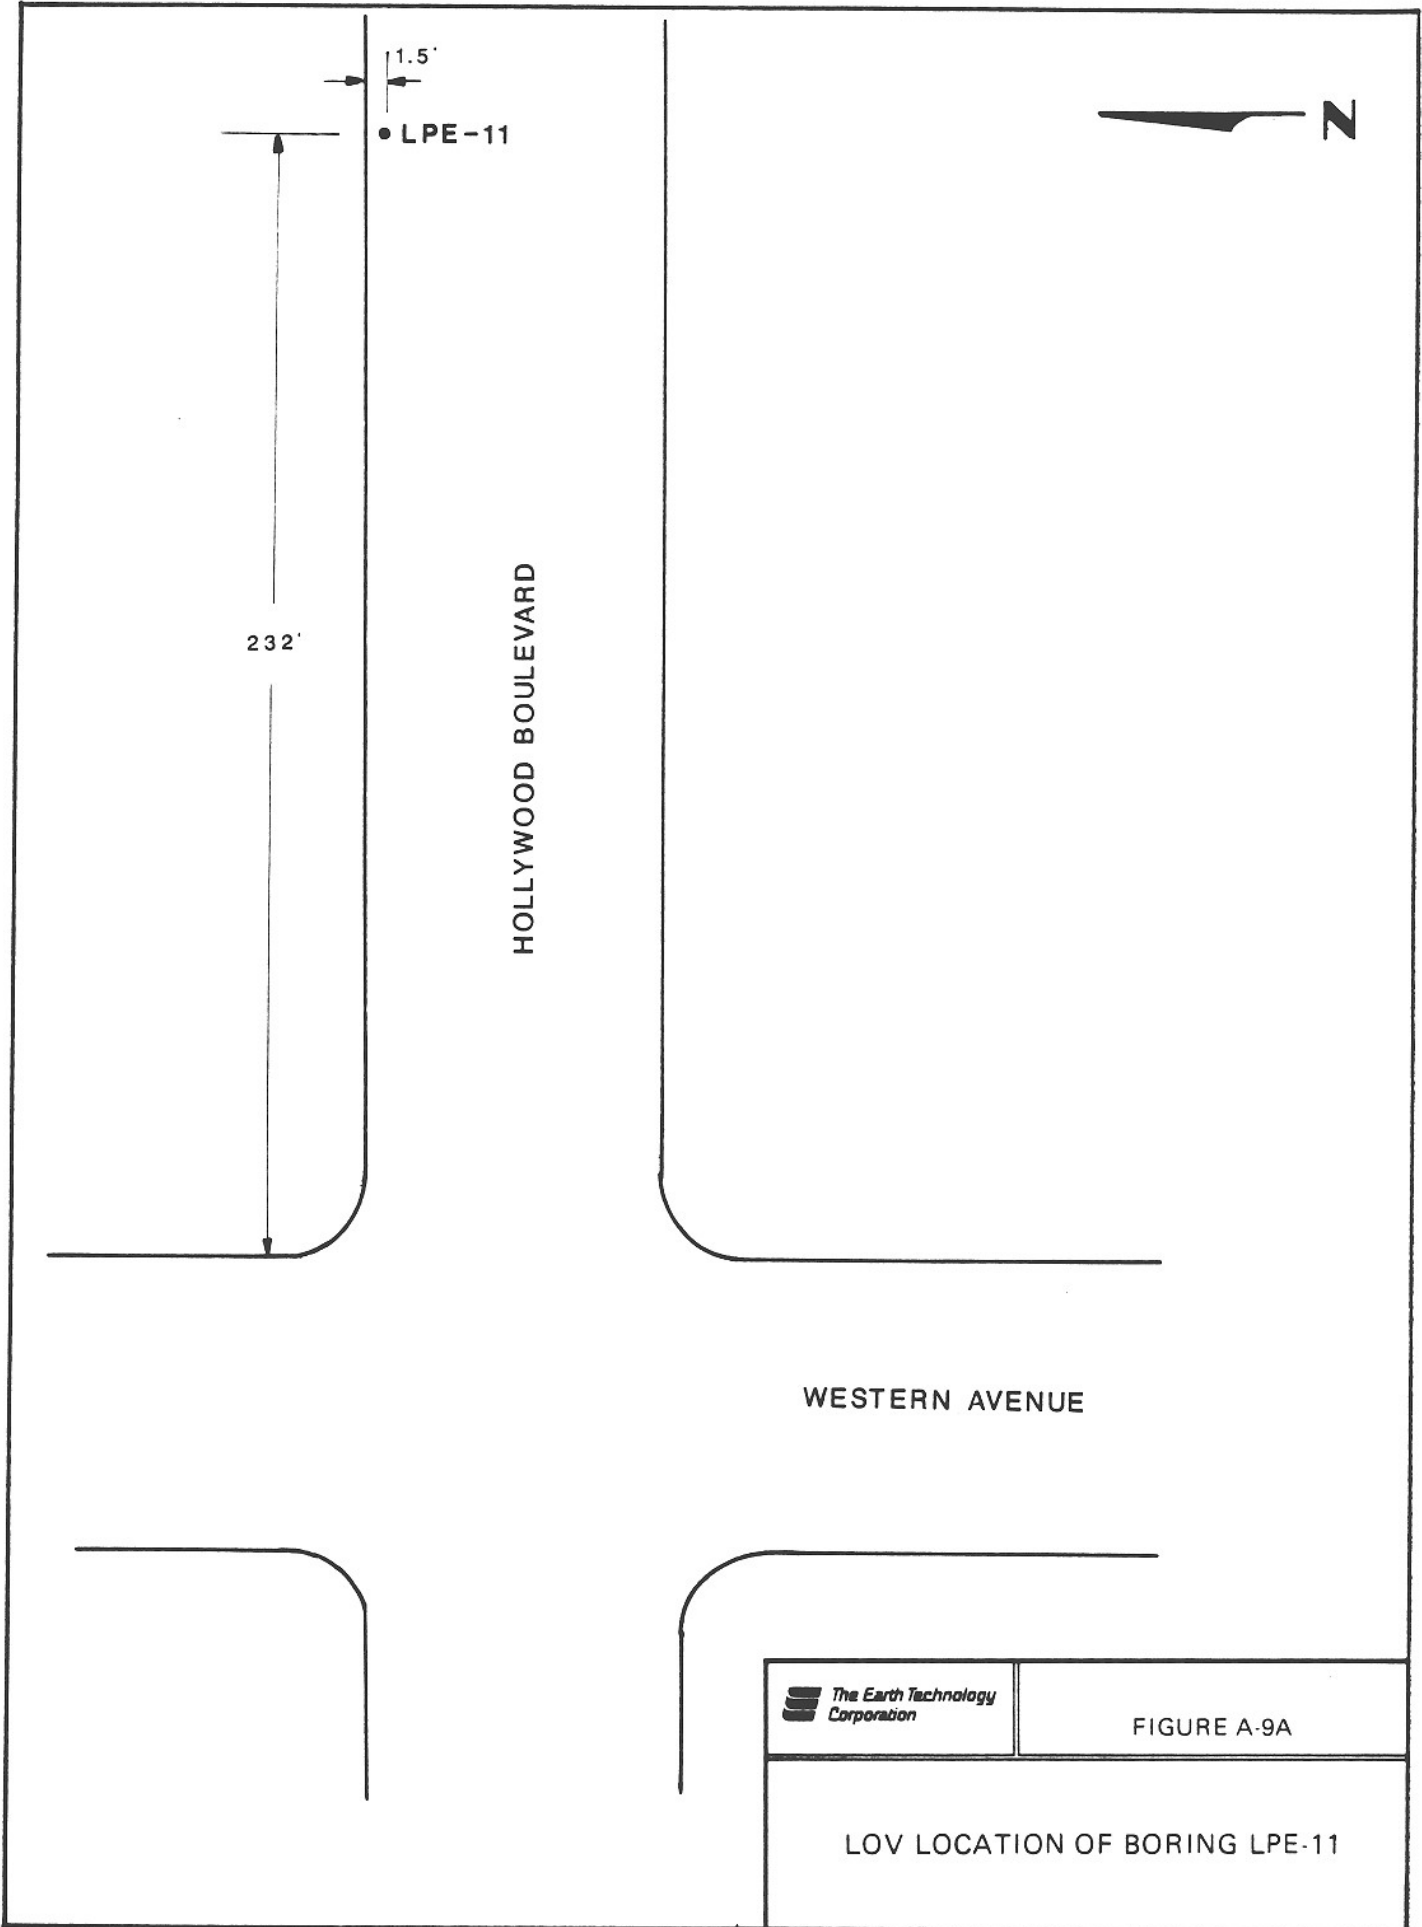 1.5'
LPE-11
N
232'
HOLLYWOOD BOULEVARD
WESTERN AVENUE
The Earth Technology
Corporation
FIGURE A-9A
LOV LOCATION OF BORING LPE-11